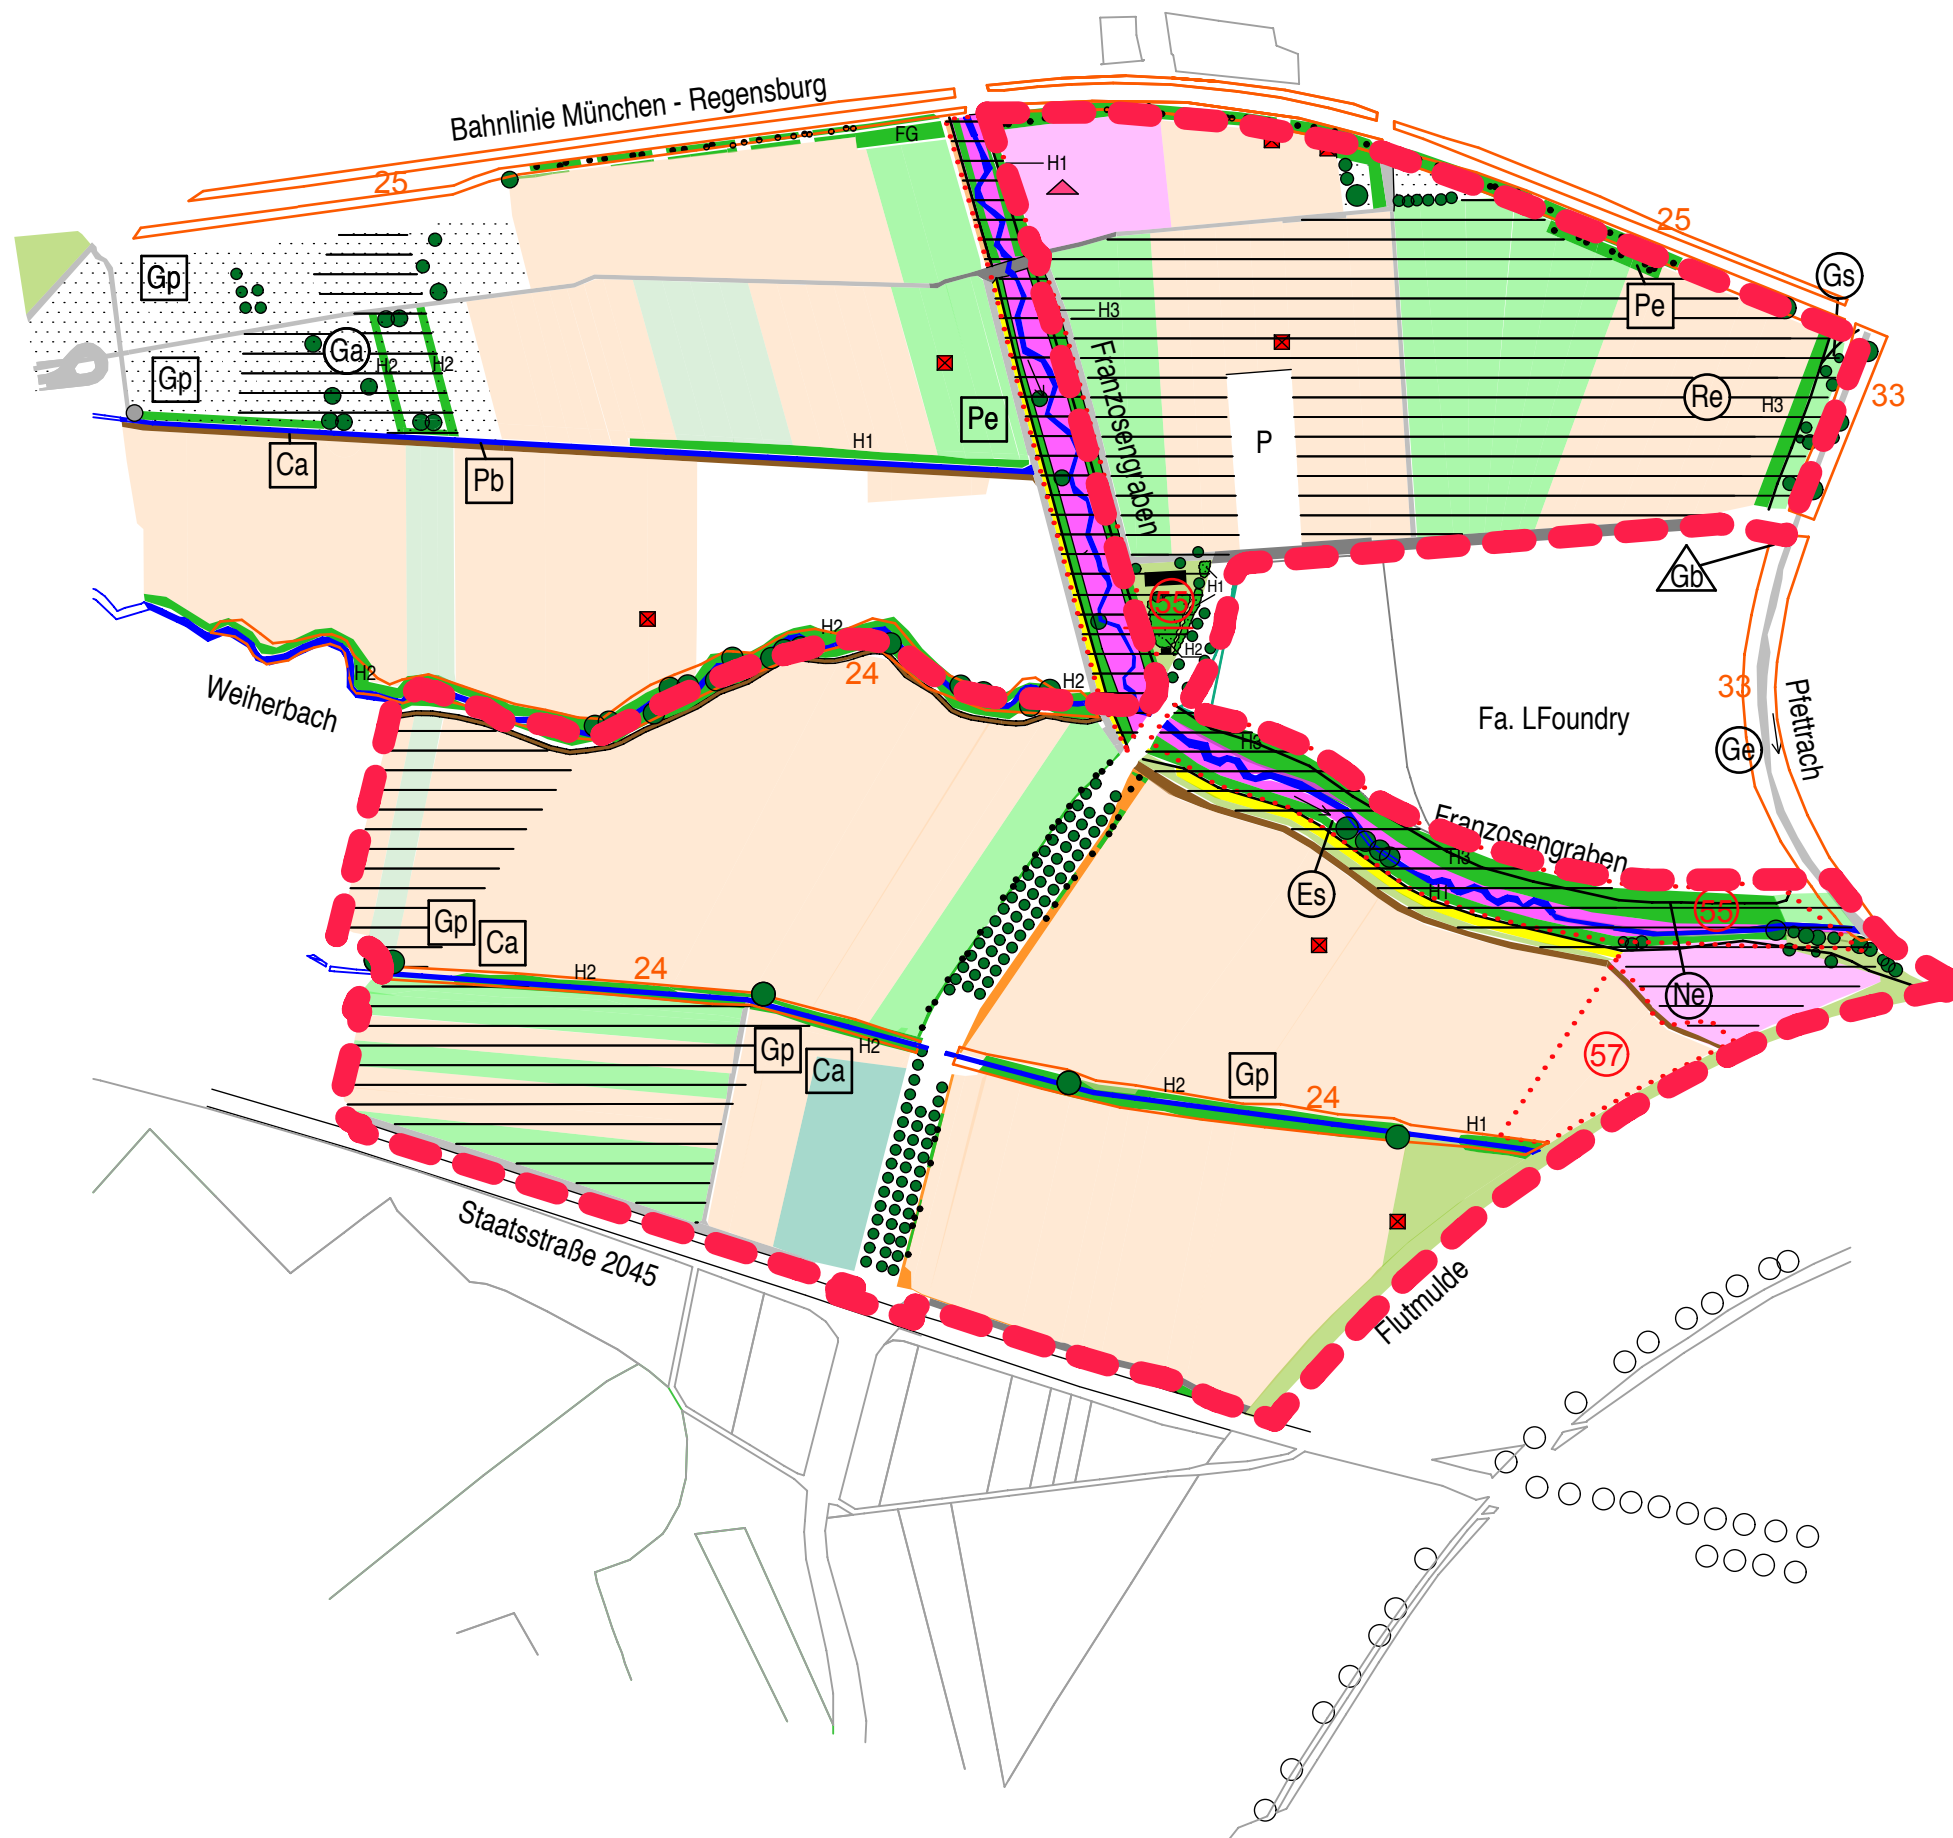 Bahnlinie München - Regensburg
FG
25
H1
25
Gp
Gs
Pe
H3
Ga
H2
H2
Gp
Franzosengraben
Re
H3
33
Pe
P
H1
Ca
Pb
Gb
55
H1
H2
H2
24
H2
H2
Weiherbach
33
Pfettrach
Fa. LFoundry
Ge
H3
Franzosengraben
H3
Es
H1
55
Gp
Ca
H2
24
Ne
Gp
H2
Ca
57
Gp
H2
24
H1
Staatsstraße 2045
Flutmulde